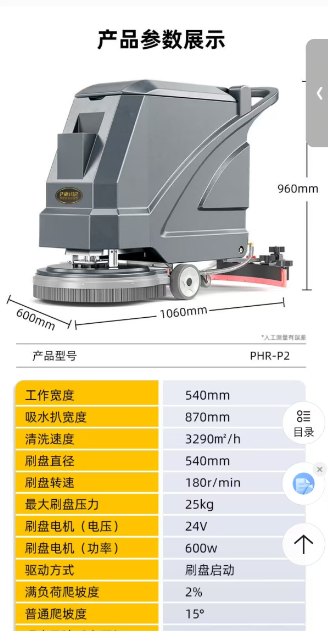 产品参数展示
960mm
600mm
1060mm
*人工测量有误差
产品型号 PHR-P2
工作宽度 540mm
吸水扒宽度 870mm
清洗速度 3290㎡/h
刷盘直径 540mm
刷盘转速 180r/min
最大刷盘压力 25kg
刷盘电机（电压） 24V
刷盘电机（功率） 600w
驱动方式 刷盘启动
满负荷爬坡度 2%
普通爬坡度 15°
目录